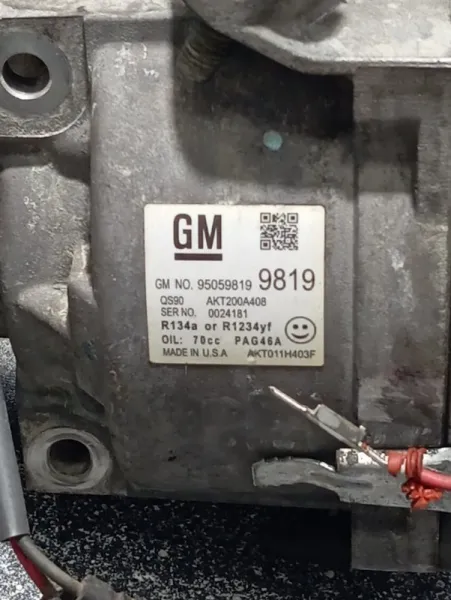 GM
GM NO. 95059819 9819
QS90 AKT200A408
SER NO. 0024181
R134a or R1234yf
OIL: 70cc PAG46A
MADE IN U.S.A AKT011H403F